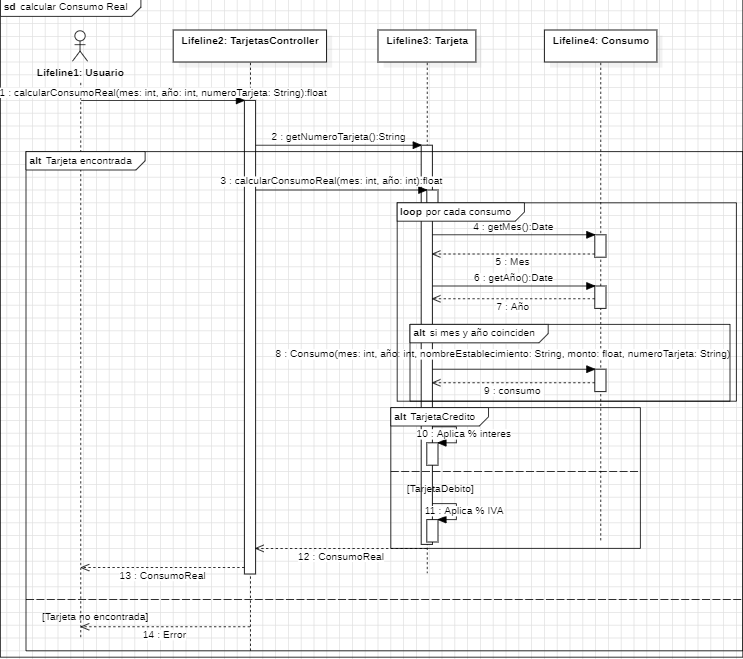 sd calcular Consumo Real
Lifeline1: Usuario
Lifeline2: TarjetasController
Lifeline3: Tarjeta
Lifeline4: Consumo
1 : calcularConsumoReal(mes: int, año: int, numeroTarjeta: String):float
2 : getNumeroTarjeta():String
alt Tarjeta encontrada
3 : calcularConsumoReal(mes: int, año: int):float
loop por cada consumo
4 : getMes():Date
5 : Mes
6 : getAño():Date
7 : Año
alt si mes y año coinciden
8 : Consumo(mes: int, año: int, nombreEstablecimiento: String, monto: float, numeroTarjeta: String)
9 : consumo
alt TarjetaCredito
10 : Aplica % interes
[TarjetaDebito]
11 : Aplica % IVA
12 : ConsumoReal
13 : ConsumoReal
[Tarjeta no encontrada]
14 : Error